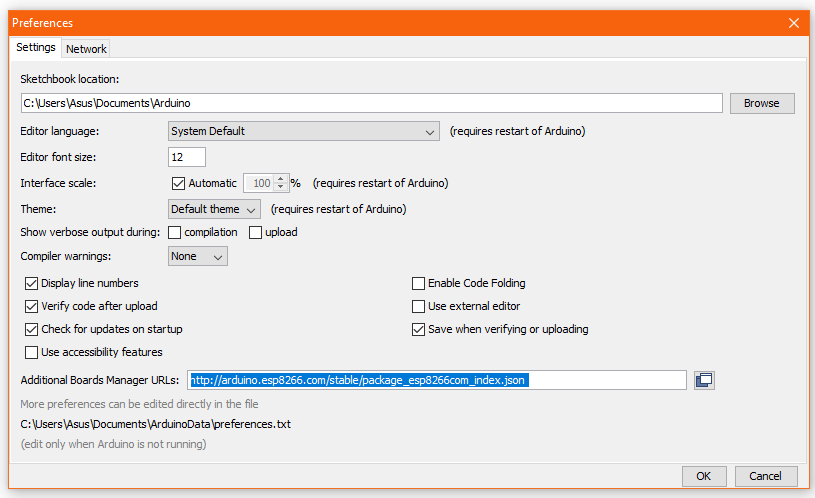 Preferences
Settings Network
Sketchbook location:
C:\Users\Asus\Documents\Arduino Browse
Editor language: System Default (requires restart of Arduino)
Editor font size: 12
Interface scale: Automatic 100 % (requires restart of Arduino)
Theme: Default theme (requires restart of Arduino)
Show verbose output during: compilation upload
Compiler warnings: None
Display line numbers Enable Code Folding
Verify code after upload Use external editor
Check for updates on startup Save when verifying or uploading
Use accessibility features
Additional Boards Manager URLs: http://arduino.esp8266.com/stable/package_esp8266com_index.json
More preferences can be edited directly in the file
C:\Users\Asus\Documents\ArduinoData\preferences.txt
(edit only when Arduino is not running)
OK Cancel